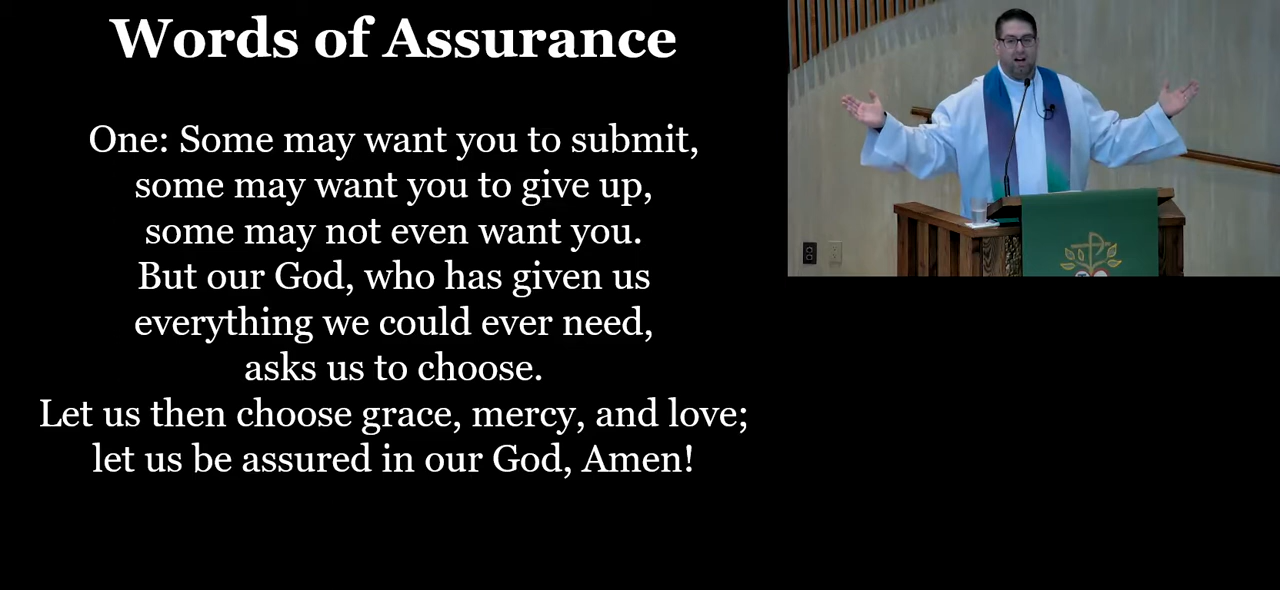 Words of Assurance
One: Some may want you to submit,
some may want you to give up,
some may not even want you.
But our God, who has given us
everything we could ever need,
asks us to choose.
Let us then choose grace, mercy, and love;
let us be assured in our God, Amen!